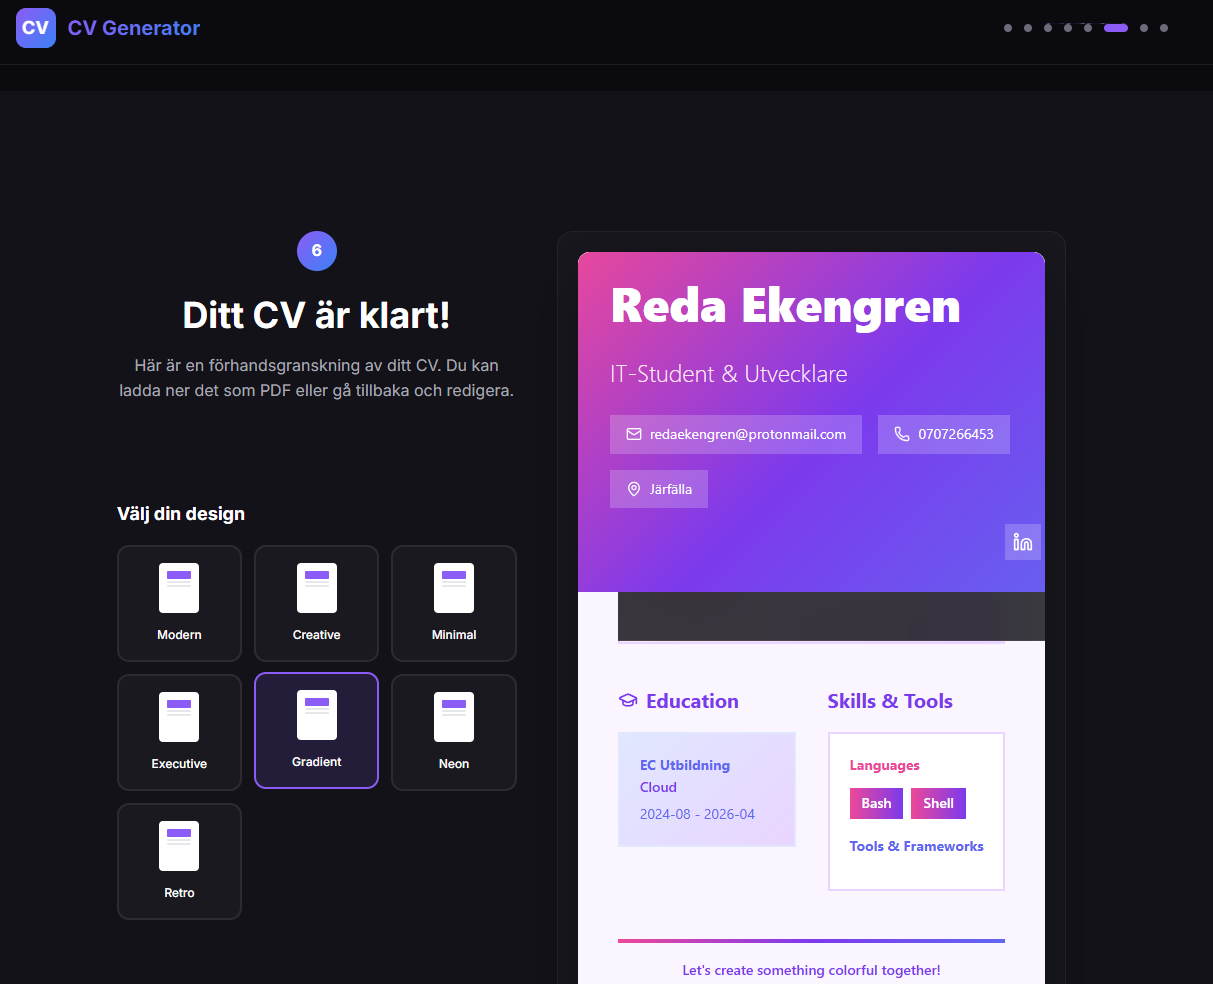 CV CV Generator
6
Ditt CV är klart!
Här är en förhandsgranskning av ditt CV. Du kan
ladda ner det som PDF eller gå tillbaka och redigera.
Välj din design
Modern
Creative
Minimal
Executive
Gradient
Neon
Retro
Reda Ekengren
IT-Student & Utvecklare
redaekengren@protonmail.com
0707266453
Järfälla
in
Education
EC Utbildning
Cloud
2024-08 - 2026-04
Skills & Tools
Languages
Bash
Shell
Tools & Frameworks
Let's create something colorful together!